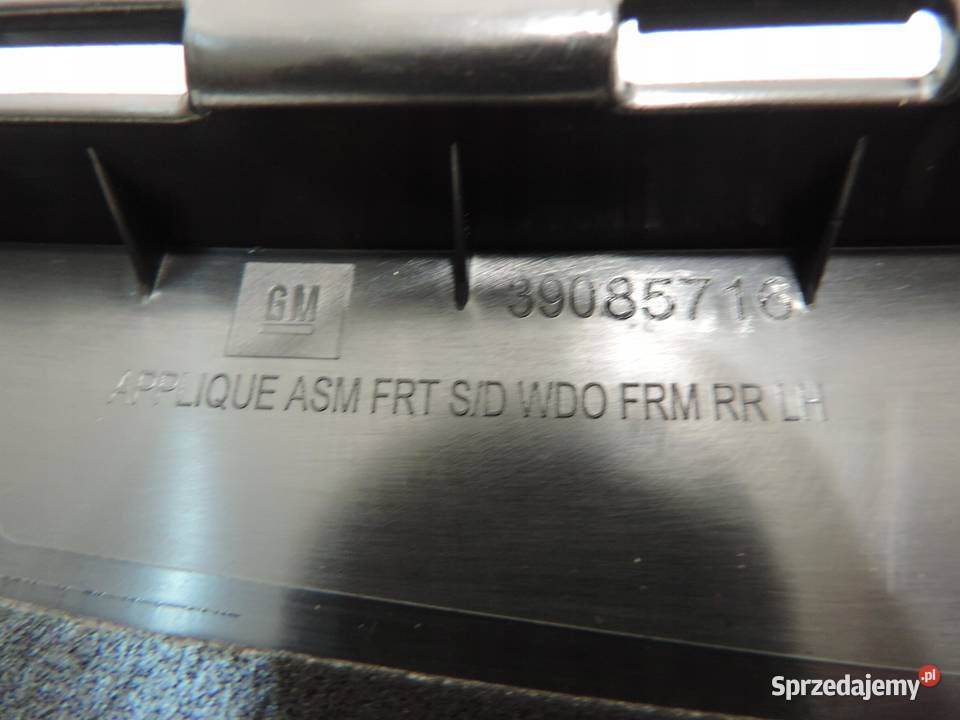 GM
39085716
APPLIQUE ASM FRT S/D WDO FRM RR LH
Sprzedajemy.pl